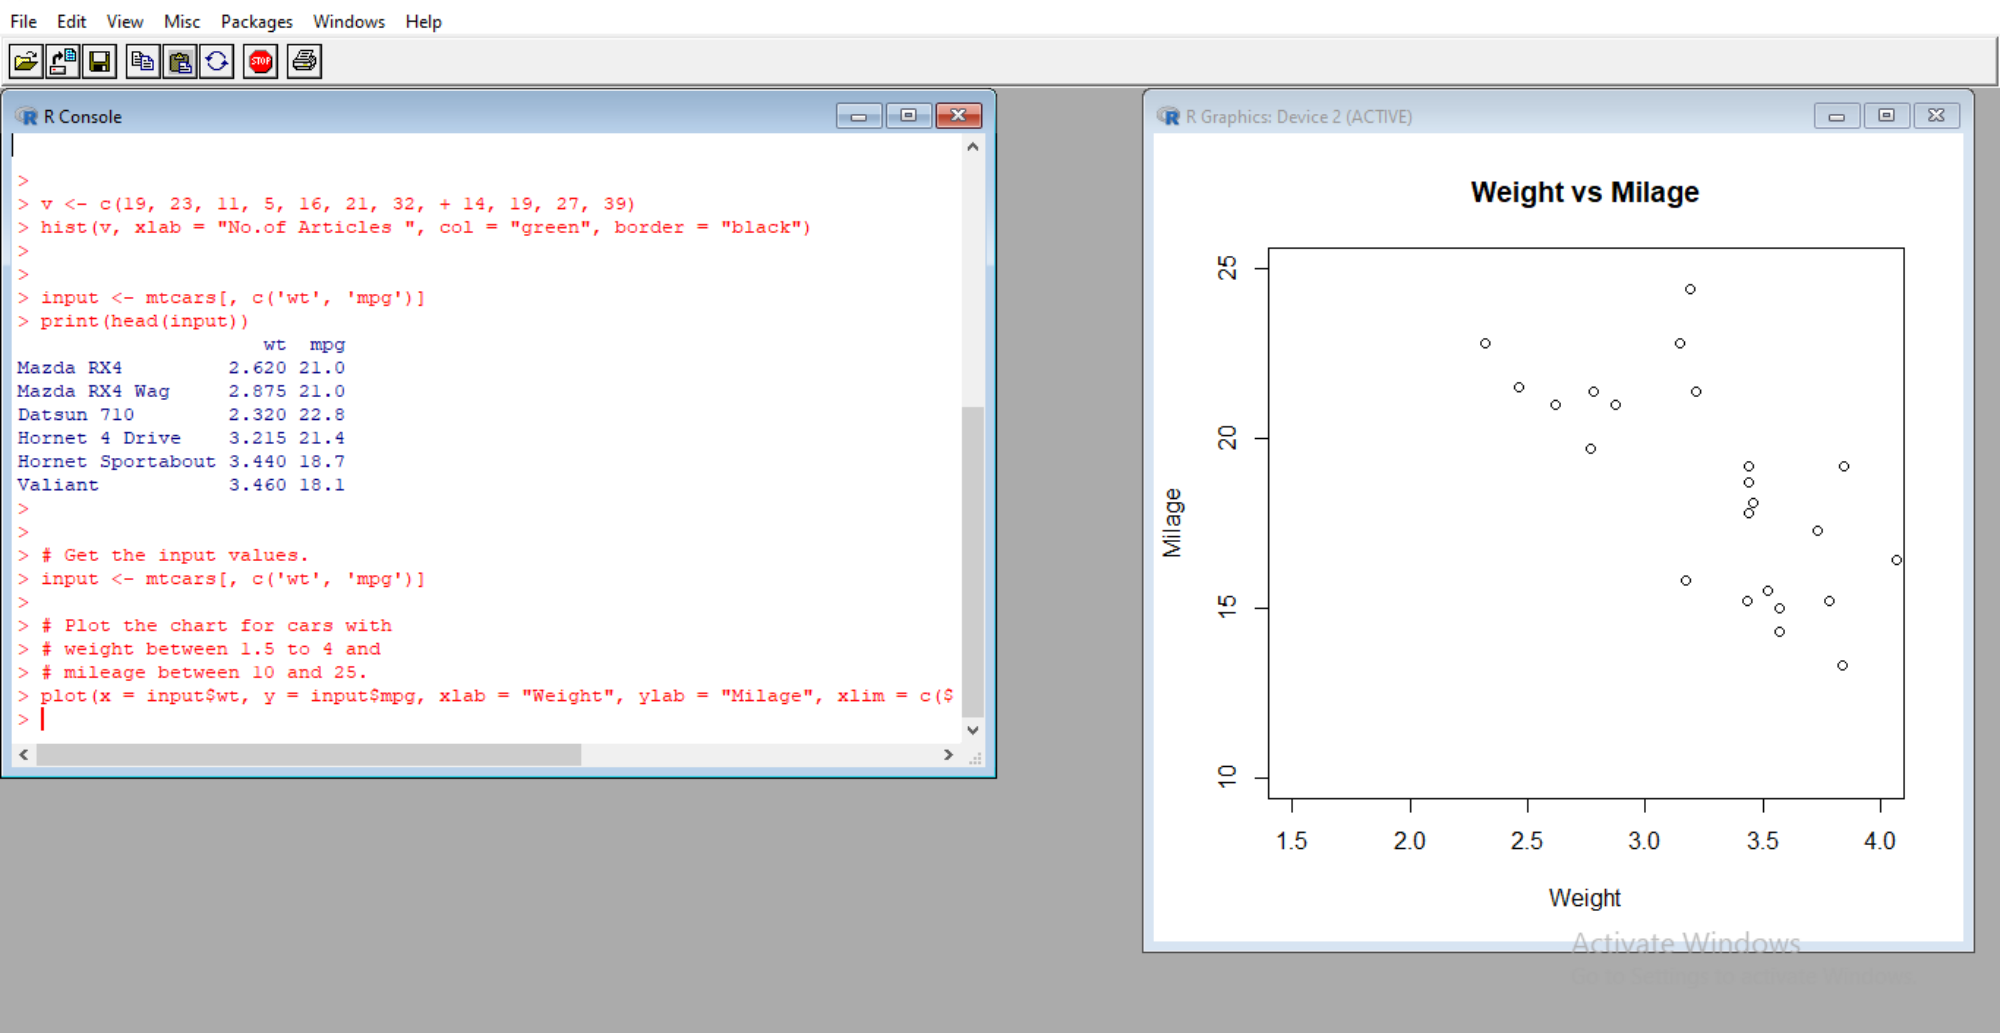 File Edit View Misc Packages Windows Help
STOP
R Console
>
> v <- c(19, 23, 11, 5, 16, 21, 32, + 14, 19, 27, 39)
> hist(v, xlab = "No.of Articles ", col = "green", border = "black")
>
>
> input <- mtcars[, c('wt', 'mpg')]
> print(head(input))
wt mpg
Mazda RX4 2.620 21.0
Mazda RX4 Wag 2.875 21.0
Datsun 710 2.320 22.8
Hornet 4 Drive 3.215 21.4
Hornet Sportabout 3.440 18.7
Valiant 3.460 18.1
>
>
> # Get the input values.
> input <- mtcars[, c('wt', 'mpg')]
>
> # Plot the chart for cars with
> # weight between 1.5 to 4 and
> # mileage between 10 and 25.
> plot(x = input$wt, y = input$mpg, xlab = "Weight", ylab = "Milage", xlim = c($
>
R Graphics: Device 2 (ACTIVE)
Weight vs Milage
25
20
15
10
Milage
1.5 2.0 2.5 3.0 3.5 4.0
Weight
Activate Windows